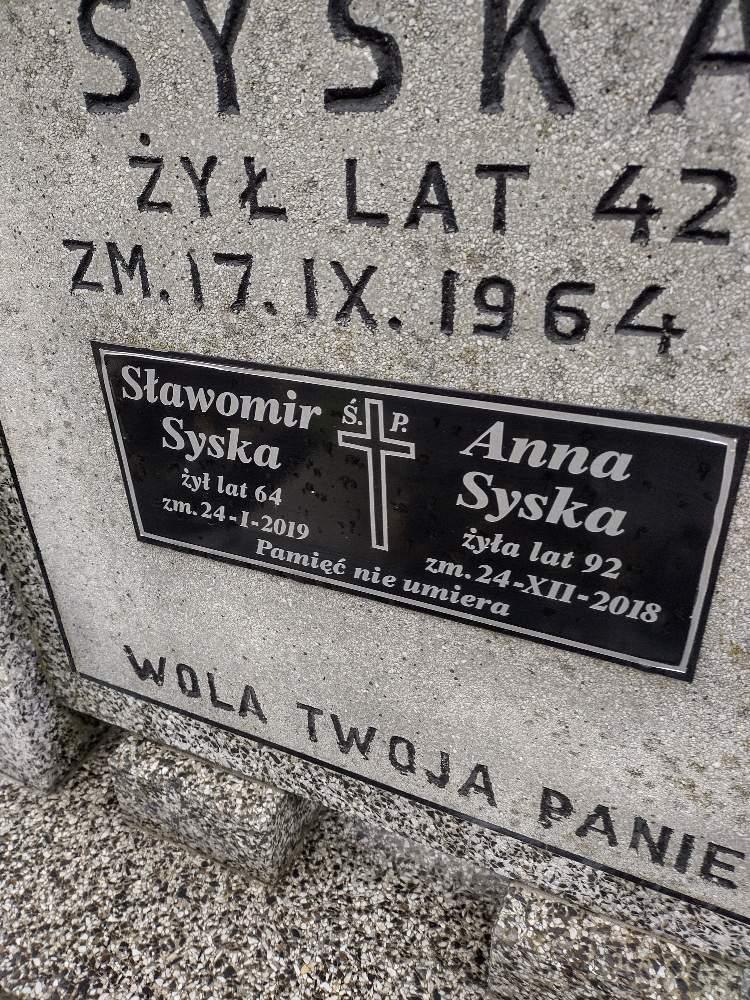 SYSKA
ŻYŁ LAT 42
ZM. 17. IX. 1964
Ś. P.
Sławomir
Syska
żył lat 64
zm. 24-I-2019
Anna
Syska
żyła lat 92
zm. 24-XII-2018
Pamięć nie umiera
WOLA TWOJA PANIE